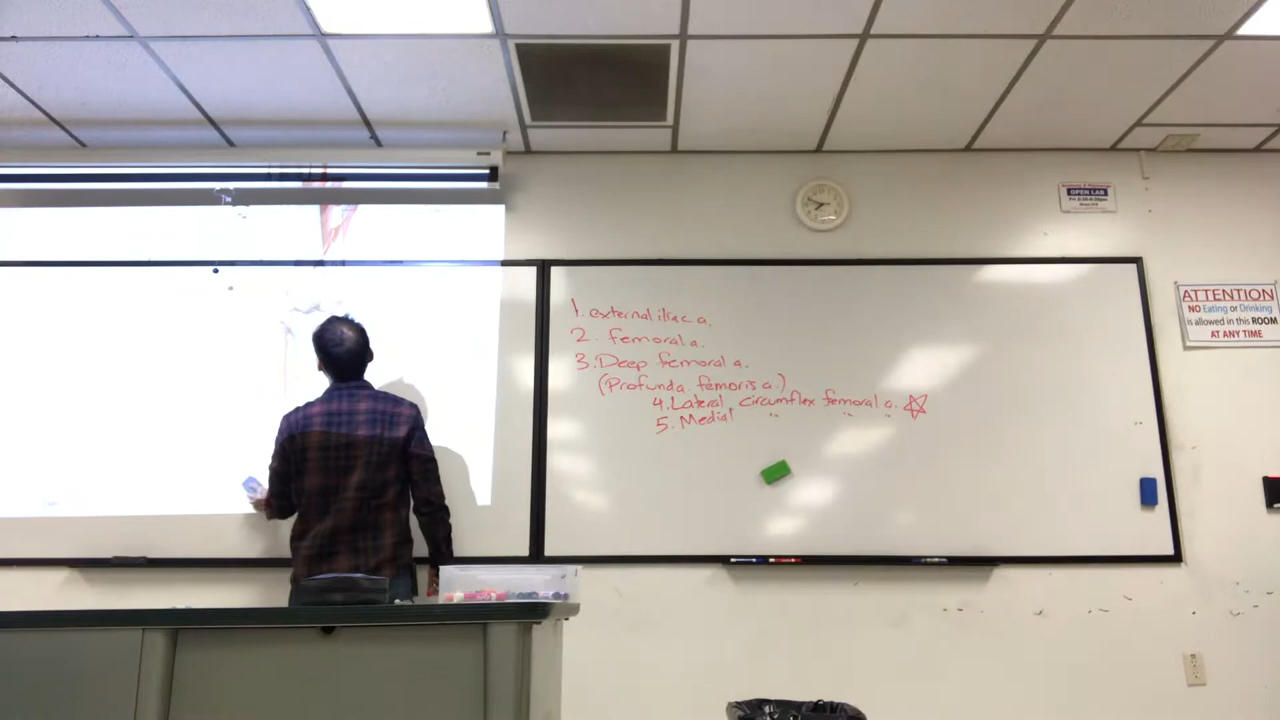 1. external iliac a.
2. femoral a.
3. Deep femoral a.
(Profunda femoris a.)
4. Lateral circumflex femoral a. ☆
5. Medial " " "
OPEN LAB
ATTENTION
NO Eating or Drinking
is allowed in this ROOM
AT ANY TIME